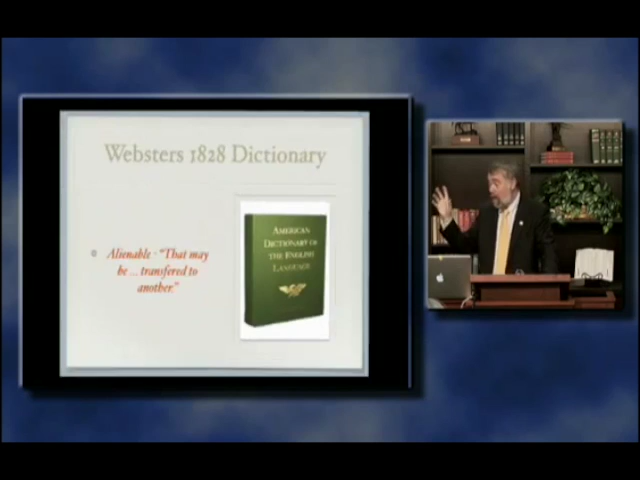 Websters 1828 Dictionary
Alienable - "That may
be ... transfered to
another."
AMERICAN
DICTIONARY OF
THE ENGLISH
LANGUAGE